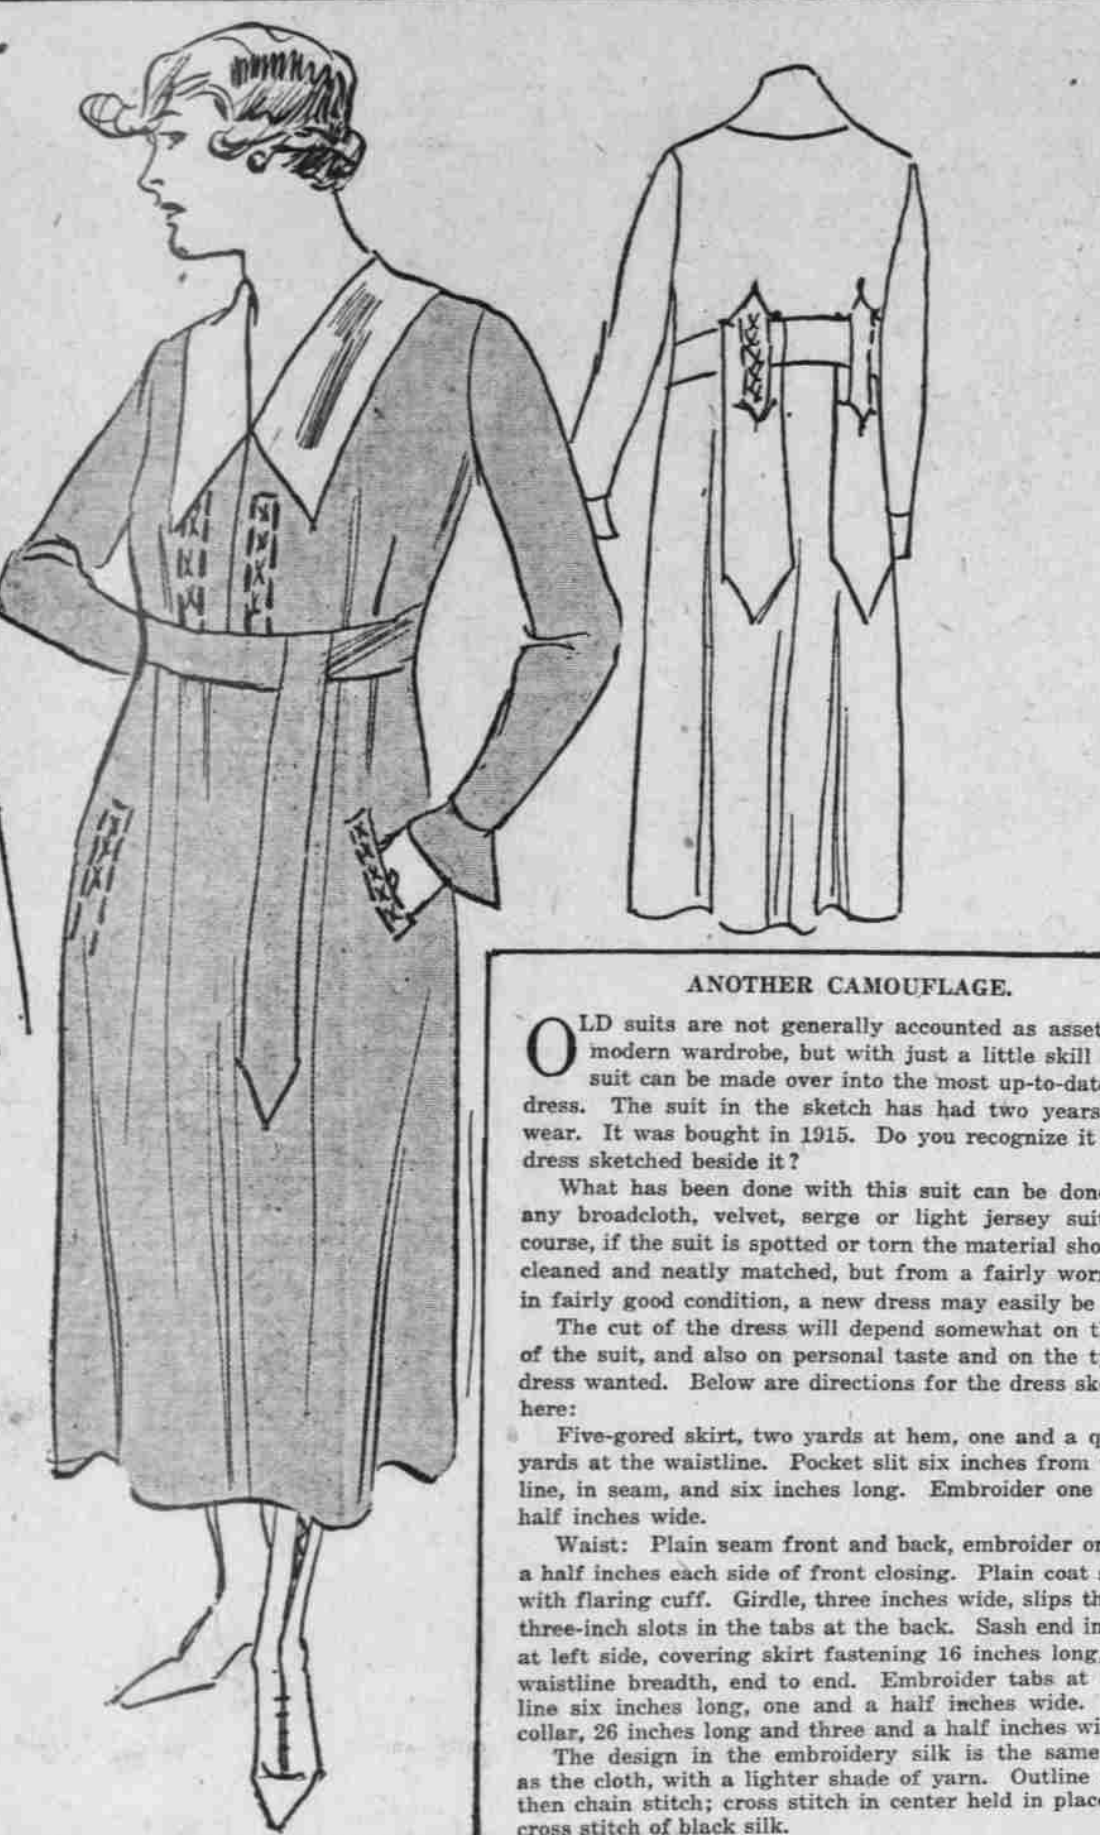 ANOTHER CAMOUFLAGE.
OLD suits are not generally accounted as asset
modern wardrobe, but with just a little skill
suit can be made over into the most up-to-dat
dress. The suit in the sketch has had two years
wear. It was bought in 1915. Do you recognize it
dress sketched beside it?
What has been done with this suit can be don
any broadcloth, velvet, serge or light jersey sui
course, if the suit is spotted or torn the material sho
cleaned and neatly matched, but from a fairly wor
in fairly good condition, a new dress may easily be
The cut of the dress will depend somewhat on t
of the suit, and also on personal taste and on the t
dress wanted. Below are directions for the dress sk
here:
Five-gored skirt, two yards at hem, one and a q
yards at the waistline. Pocket slit six inches from
line, in seam, and six inches long. Embroider one
half inches wide.
Waist: Plain seam front and back, embroider on
a half inches each side of front closing. Plain coat
with flaring cuff. Girdle, three inches wide, slips th
three-inch slots in the tabs at the back. Sash end in
at left side, covering skirt fastening 16 inches long,
waistline breadth, end to end. Embroider tabs at
line six inches long, one and a half inches wide.
collar, 26 inches long and three and a half inches wi
The design in the embroidery silk is the same
as the cloth, with a lighter shade of yarn. Outline
then chain stitch; cross stitch in center held in place
cross stitch of black silk.